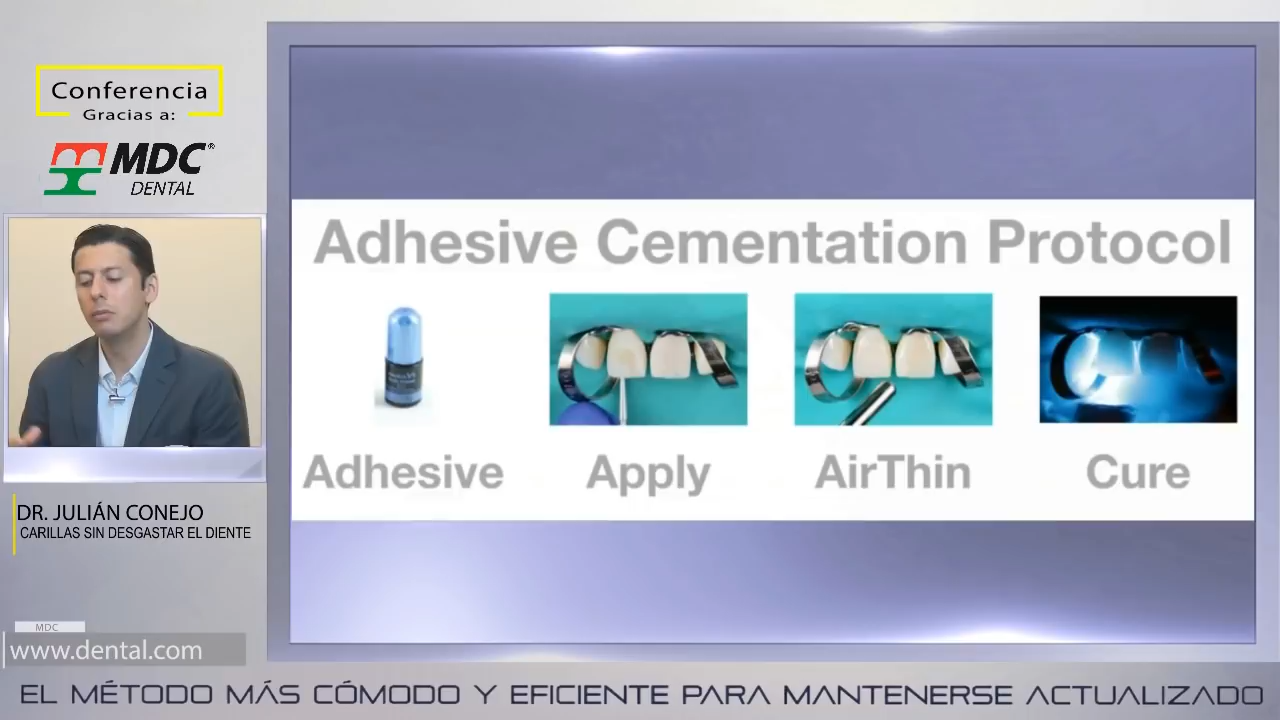 Conferencia
Gracias a:
MDC®
DENTAL
DR. JULIÁN CONEJO
CARILLAS SIN DESGASTAR EL DIENTE
MDC
www.dental.com
Adhesive Cementation Protocol
Adhesive
Apply
AirThin
Cure
EL MÉTODO MÁS CÓMODO Y EFICIENTE PARA MANTENERSE ACTUALIZADO